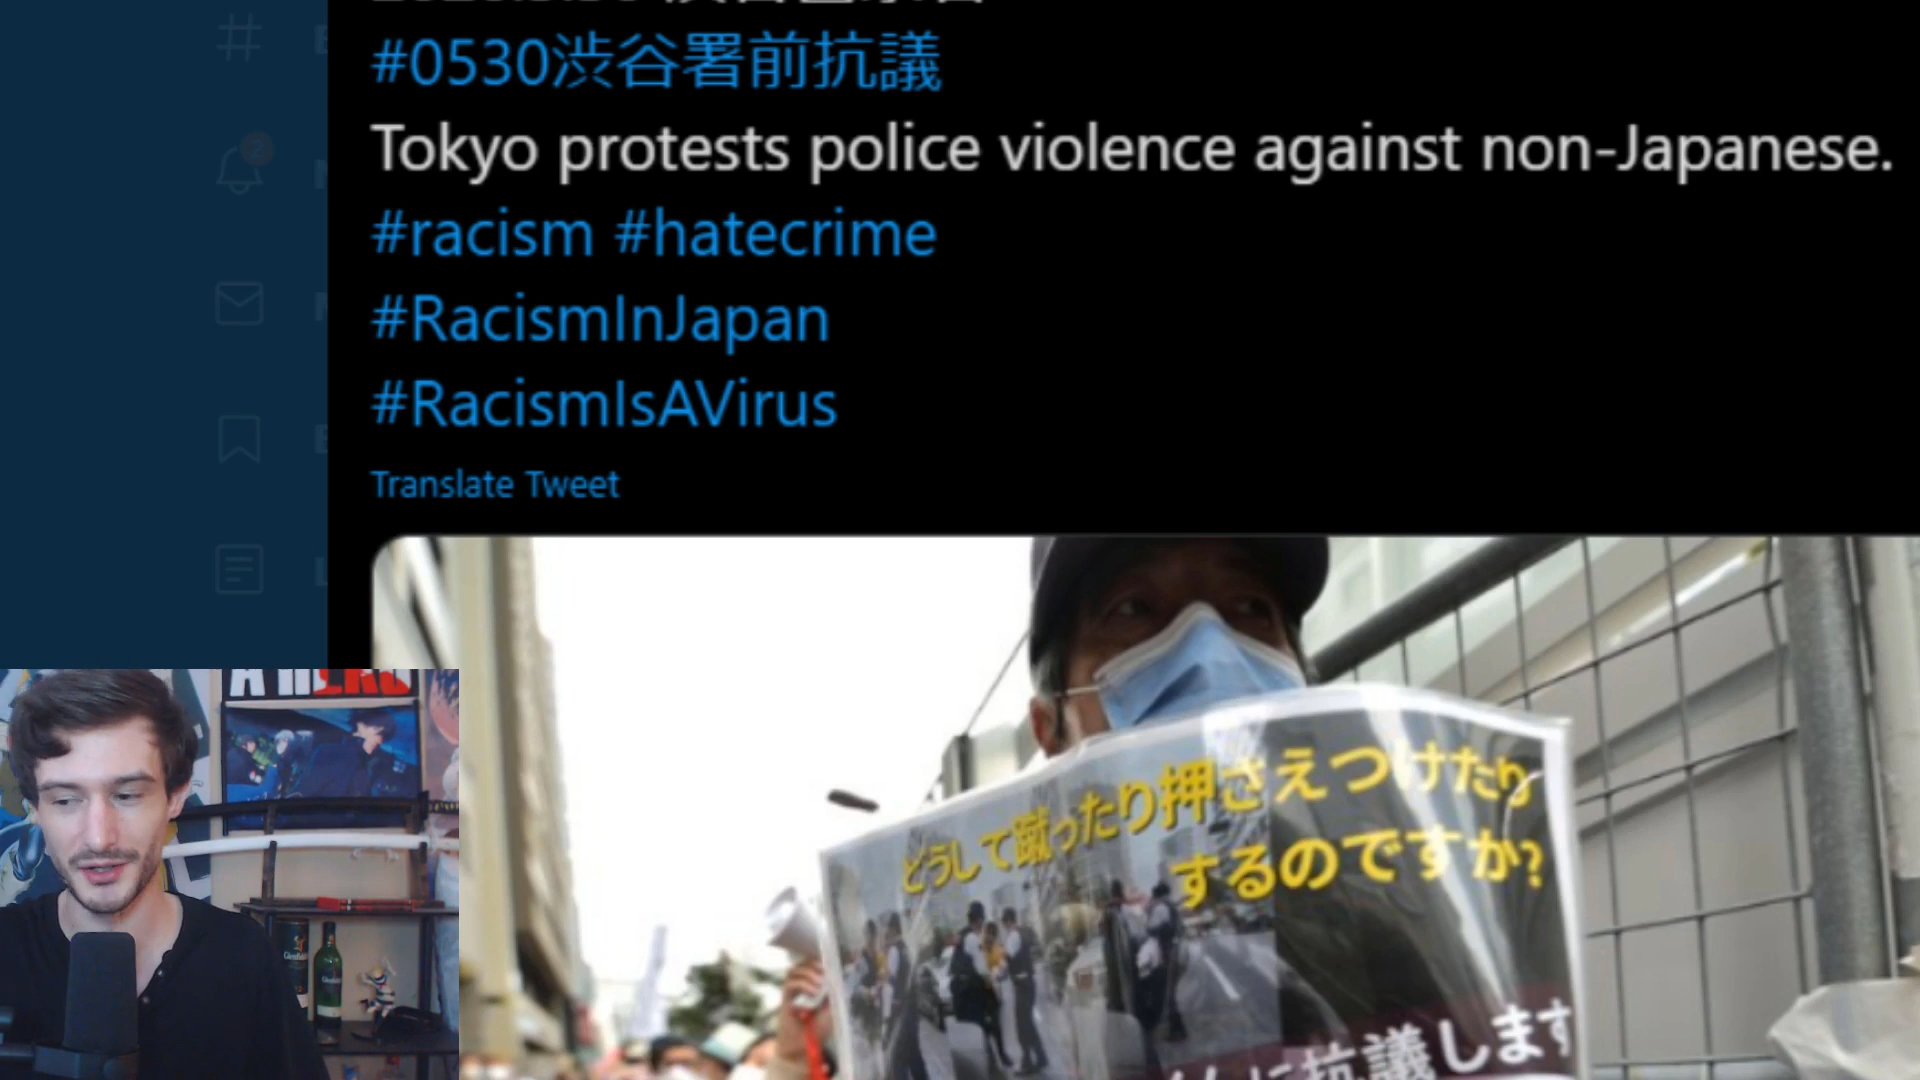 #0530渋谷署前抗議
Tokyo protests police violence against non-Japanese.
#racism #hatecrime
#RacismInJapan
#RacismIsAVirus
Translate Tweet
どうして蹴ったり押さえつけたり
するのですか?
に抗議します
A HERO
2